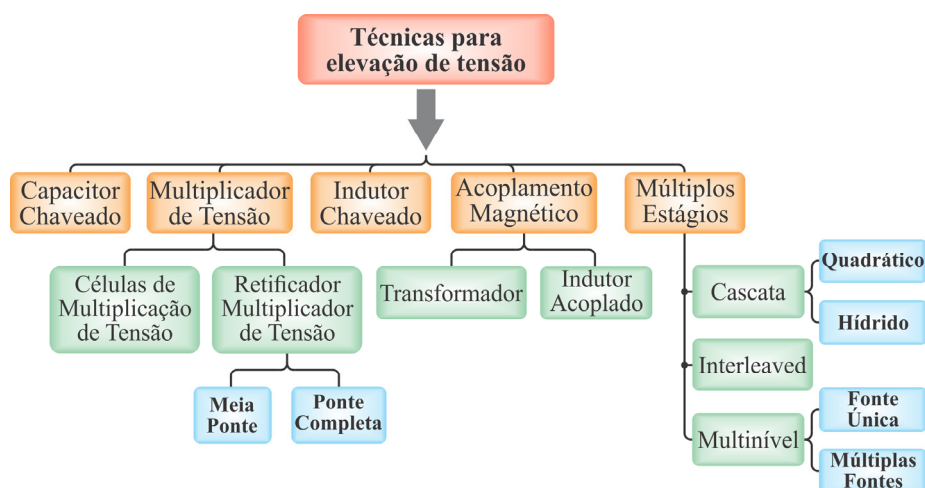 Técnicas para
elevação de tensão
Capacitor
Chaveado
Multiplicador
de Tensão
Indutor
Chaveado
Acoplamento
Magnético
Múltiplos
Estágios
Células de
Multiplicação
de Tensão
Retificador
Multiplicador
de Tensão
Transformador
Indutor
Acoplado
Cascata
Quadrático
Hídrido
Interleaved
Meia
Ponte
Ponte
Completa
Multinível
Fonte
Única
Múltiplas
Fontes